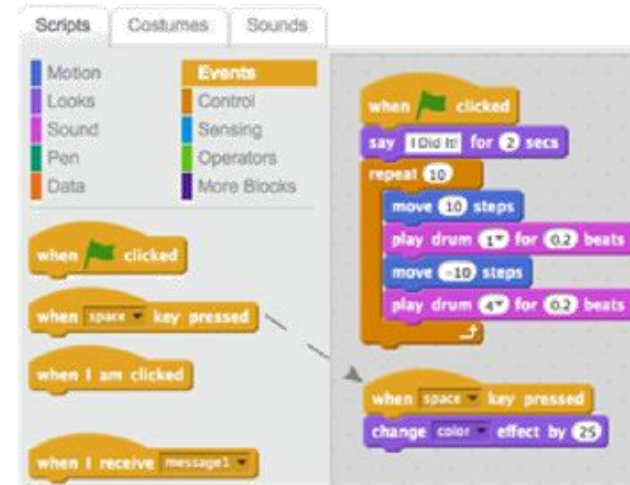 Scripts Costumes Sounds
Motion Events
Looks Control
Sound Sensing
Pen Operators
Data More Blocks
when clicked
when space key pressed
when I am clicked
when I receive message1
when clicked
say I Did It! for 2 secs
repeat 10
move 10 steps
play drum 1 for 0.2 beats
move -10 steps
play drum 4 for 0.2 beats
when space key pressed
change color effect by 25